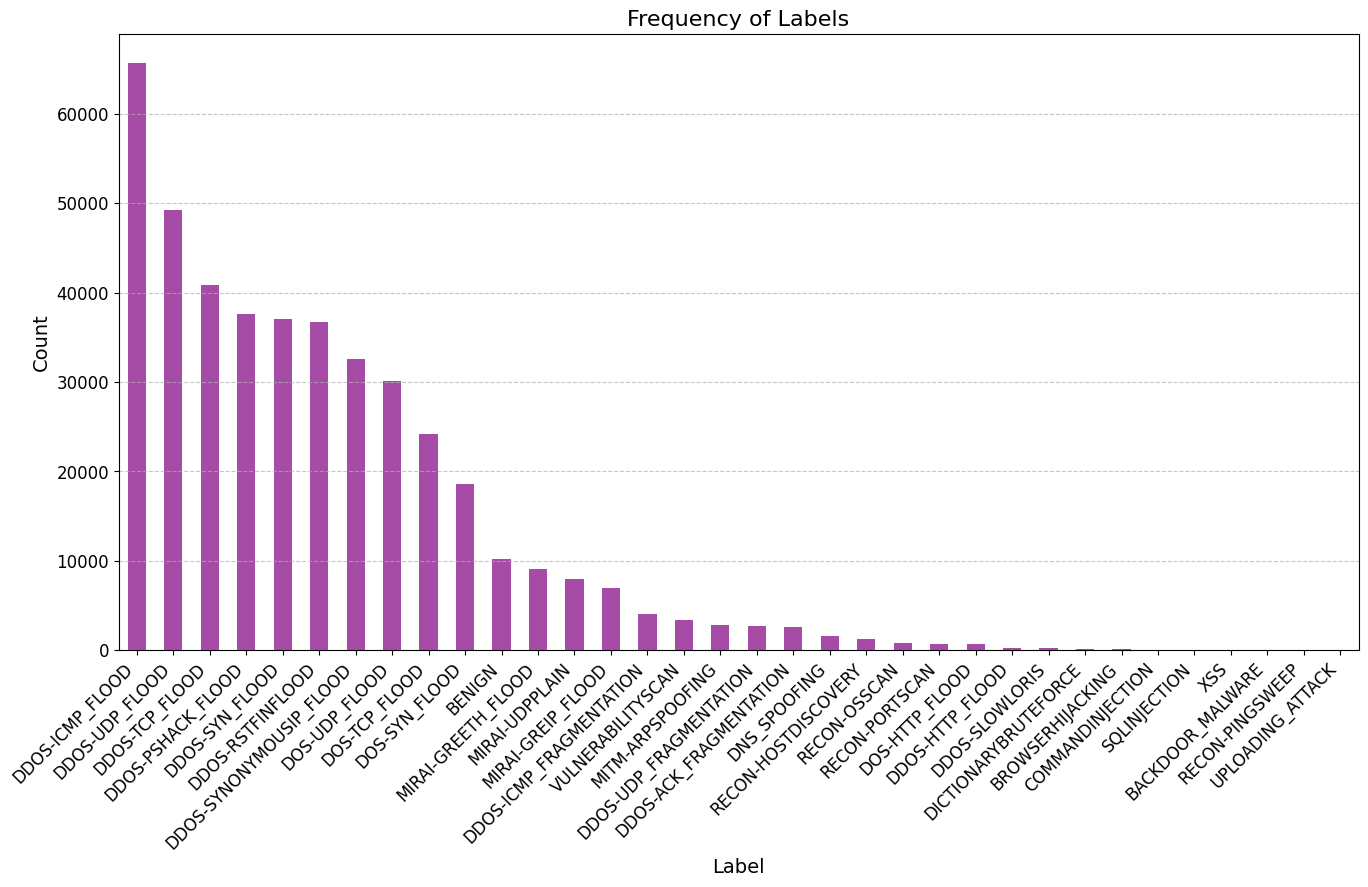 Frequency of Labels
Count
60000
50000
40000
30000
20000
10000
0
DDOS-ICMP_FLOOD
DDOS-UDP_FLOOD
DDOS-TCP_FLOOD
DDOS-PSHACK_FLOOD
DDOS-SYN_FLOOD
DDOS-RSTFINFLOOD
DDOS-SYNONYMOUSIP_FLOOD
DOS-UDP_FLOOD
DOS-TCP_FLOOD
DOS-SYN_FLOOD
BENIGN
MIRAI-GREETH_FLOOD
MIRAI-UDPPLAIN
MIRAI-GREIP_FLOOD
DDOS-ICMP_FRAGMENTATION
VULNERABILITYSCAN
MITM-ARPSPOOFING
DDOS-UDP_FRAGMENTATION
DDOS-ACK_FRAGMENTATION
DNS_SPOOFING
RECON-HOSTDISCOVERY
RECON-OSSCAN
RECON-PORTSCAN
DOS-HTTP_FLOOD
DDOS-HTTP_FLOOD
DDOS-SLOWLORIS
DICTIONARYBRUTEFORCE
BROWSERHIJACKING
COMMANDINJECTION
SQLINJECTION
XSS
BACKDOOR_MALWARE
RECON-PINGSWEEP
UPLOADING_ATTACK
Label